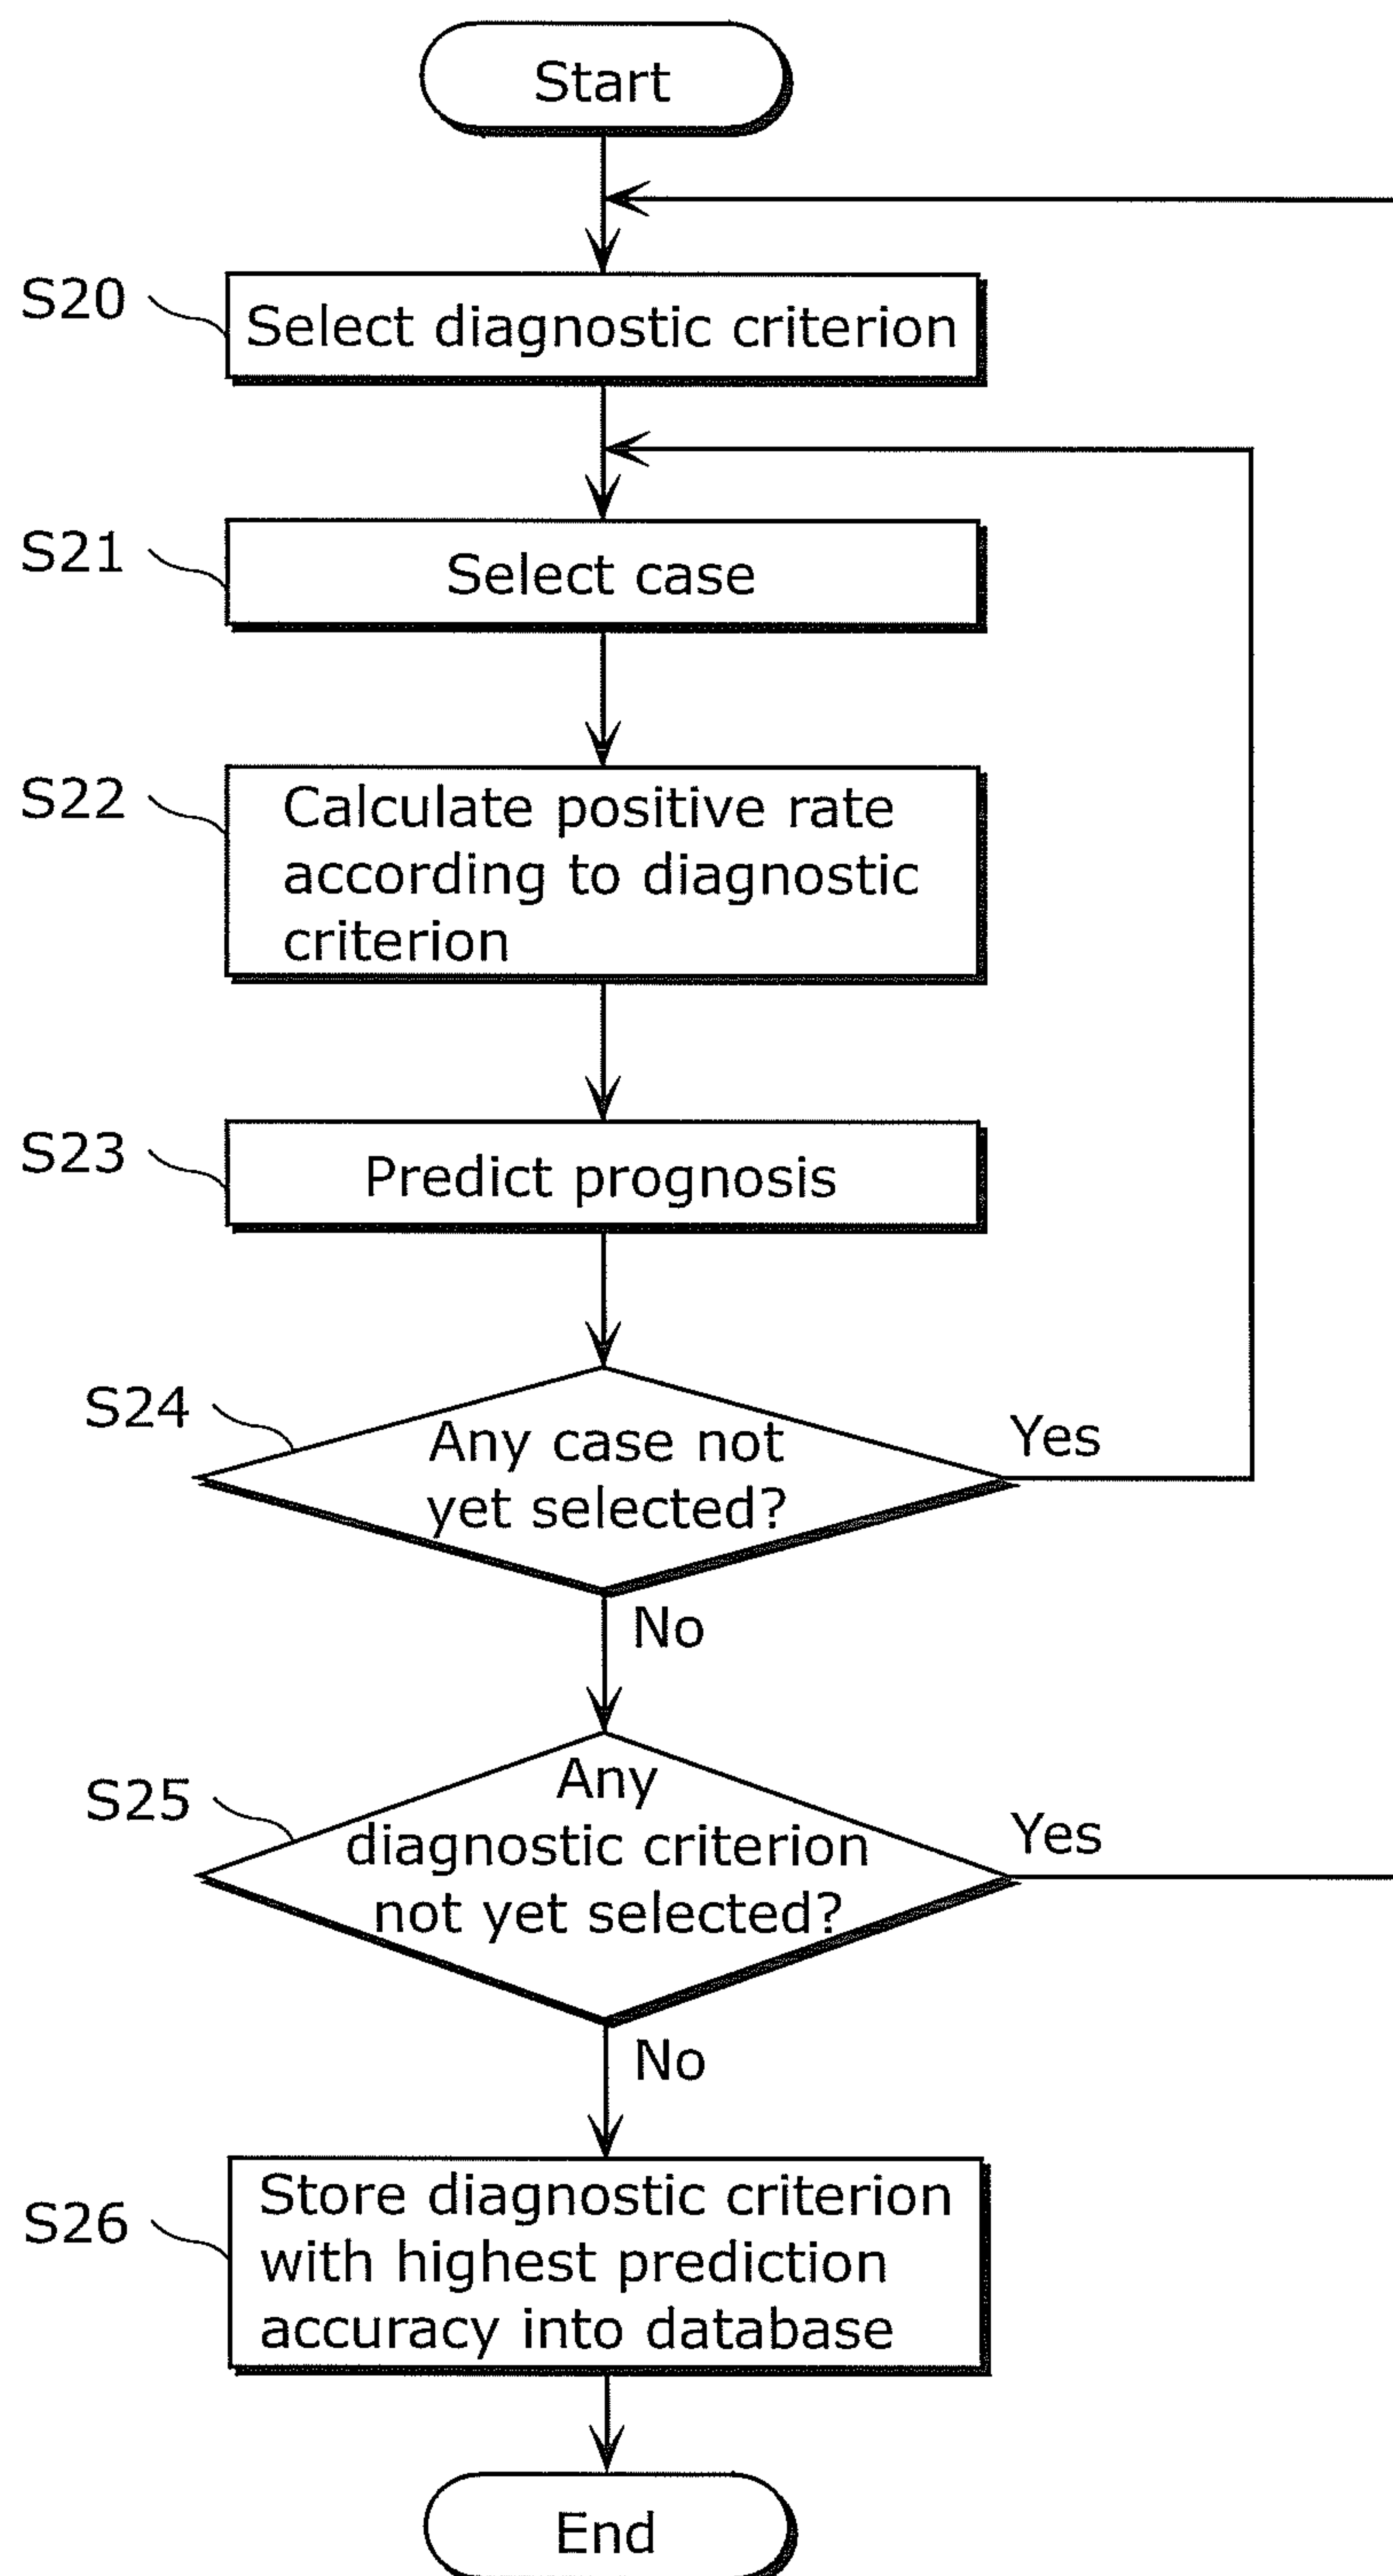 Start
S20
Select diagnostic criterion
S21
Select case
S22
Calculate positive rate
according to diagnostic
criterion
S23
Predict prognosis
S24
Any case not
yet selected?
Yes
No
S25
Any
diagnostic criterion
not yet selected?
Yes
No
S26
Store diagnostic criterion
with highest prediction
accuracy into database
End